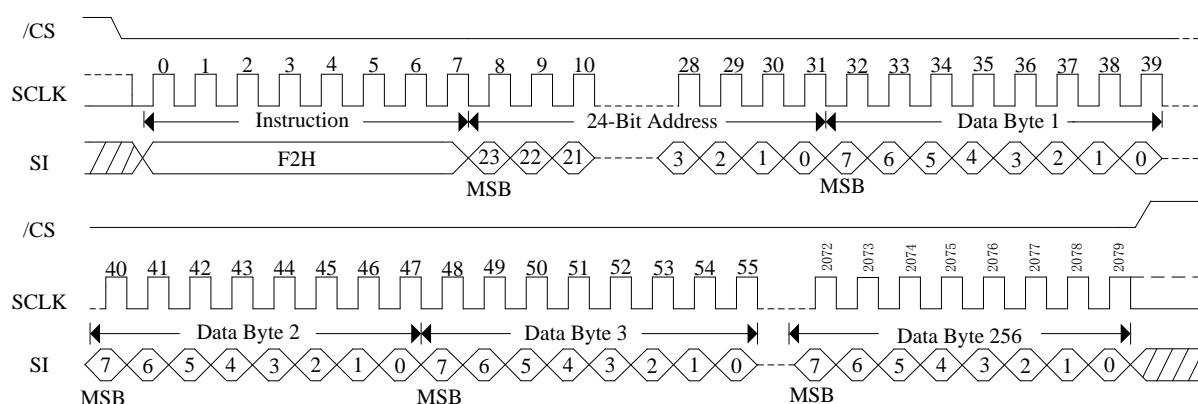 /CS
0 1 2 3 4 5 6 7 8 9 10 28 29 30 31 32 33 34 35 36 37 38 39
SCLK
Instruction 24-Bit Address Data Byte 1
SI F2H 23 22 21 3 2 1 0 7 6 5 4 3 2 1 0
MSB MSB
/CS
40 41 42 43 44 45 46 47 48 49 50 51 52 53 54 55 2072 2073 2074 2075 2076 2077 2078 2079
SCLK
Data Byte 2 Data Byte 3 Data Byte 256
SI 7 6 5 4 3 2 1 0 7 6 5 4 3 2 1 0 7 6 5 4 3 2 1 0
MSB MSB MSB